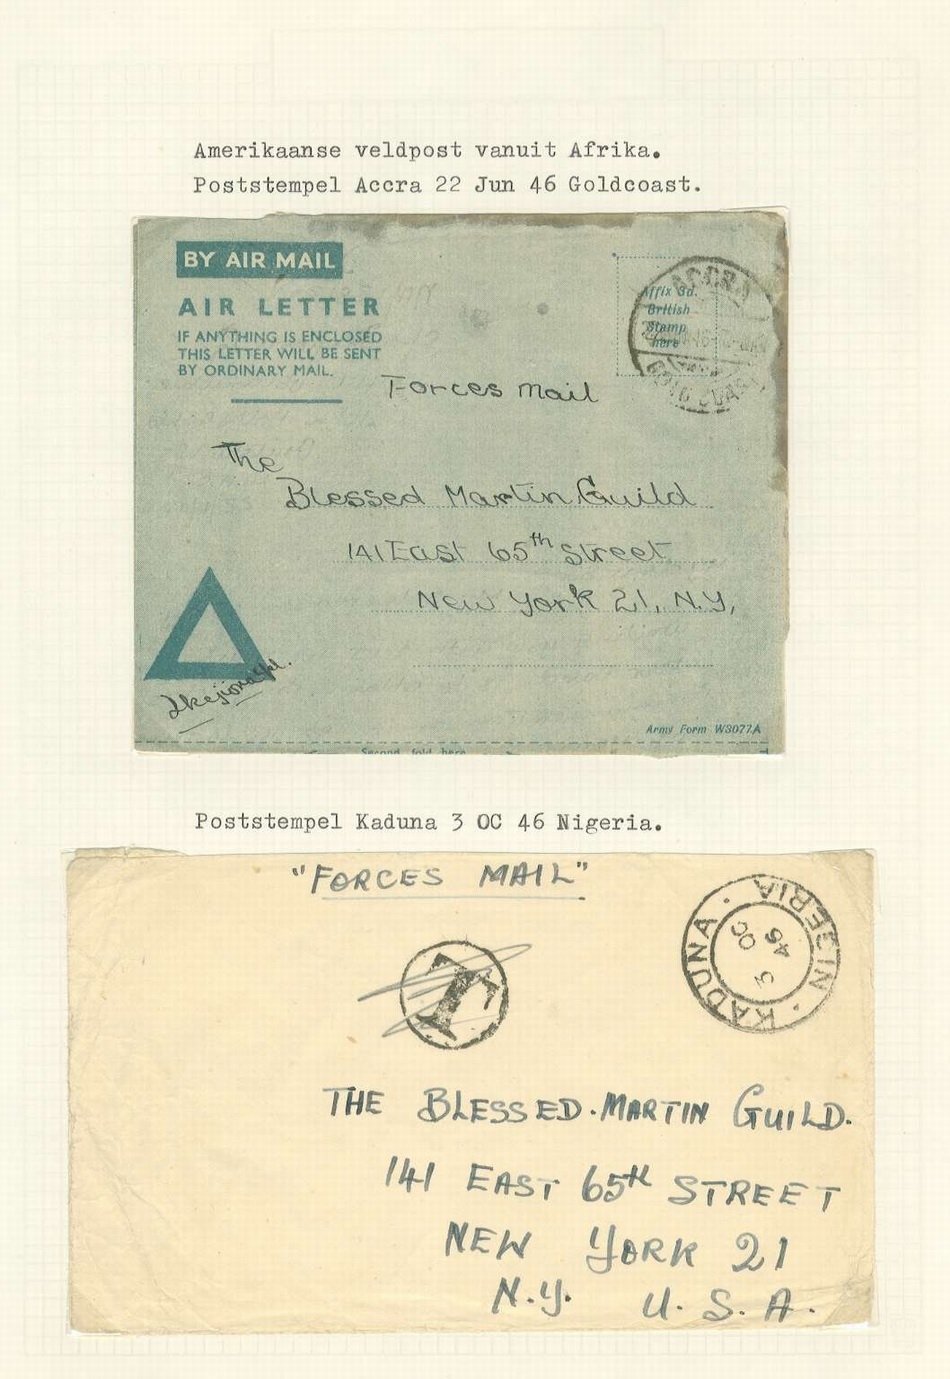 Amerikaanse veldpost vanuit Afrika.
Poststempel Accra 22 Jun 46 Goldcoast.
BY AIR MAIL
AIR LETTER
IF ANYTHING IS ENCLOSED
THIS LETTER WILL BE SENT
BY ORDINARY MAIL.
Affix 3d.
British
Stamp
here
ACCRA
GOLD COAST
Forces Mail
The
Blessed Martin Guild
141 East 65th Street
New York 21, N.Y,
Army Form W3077A
Second fold here
Poststempel Kaduna 3 OC 46 Nigeria.
"FORCES MAIL"
T
KADUNA · NIGERIA ·
3 OC
46
THE BLESSED. MARTIN GUILD.
141 EAST 65th STREET
NEW YORK 21
N.Y. U. S. A.